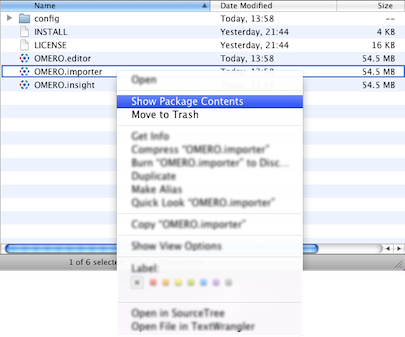 Name Date Modified Size
config Today, 13:58 --
INSTALL Yesterday, 21:44 4 KB
LICENSE Yesterday, 21:44 16 KB
OMERO.editor Today, 13:58 54.5 MB
OMERO.importer Today, 13:58 54.5 MB
OMERO.insight 54.5 MB
Open
Show Package Contents
Move to Trash
Get Info
Compress "OMERO.importer"
Burn "OMERO.importer" to Disc...
Duplicate
Make Alias
Quick Look "OMERO.importer"
Copy "OMERO.importer"
Show View Options
1 of 6 selecte
Label:
Open in SourceTree
Open File in TextWrangler